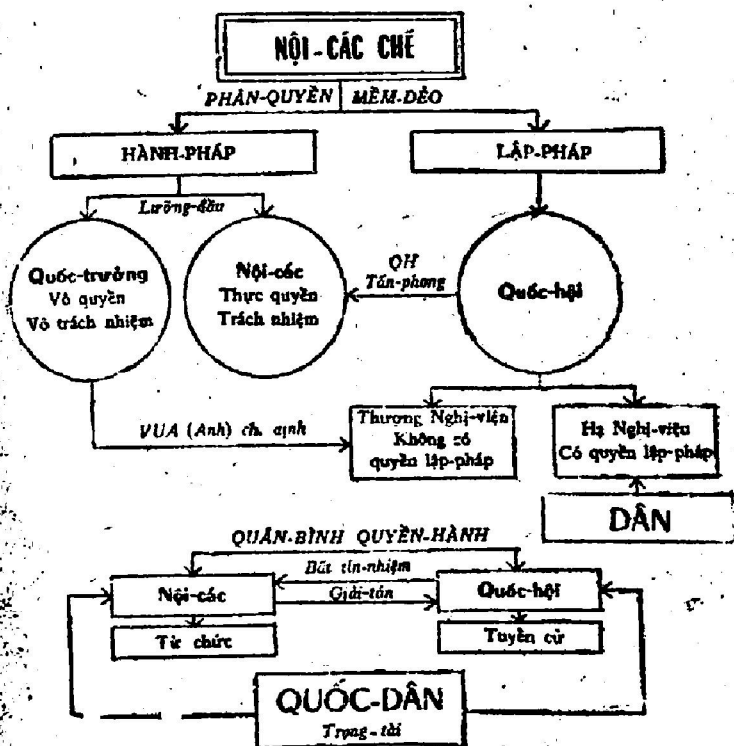 NỘI-CÁC CHẾ
PHÂN-QUYỀN MỀM-DẺO
HÀNH-PHÁP
LẬP-PHÁP
Lưỡng-đầu
Quốc-trưởng
Vô quyền
Vô trách nhiệm
Nội-các
Thực quyền
Trách nhiệm
QH
Tấn-phong
Quốc-hội
VUA (Anh) ch. định
Thượng Nghị-viện
Không có
quyền lập-pháp
Hạ Nghị-viện
Có quyền lập-pháp
DÂN
QUÂN-BÌNH QUYỀN-HÀNH
Bất tín-nhiệm
Nội-các
Giải-tán
Quốc-hội
Từ chức
Tuyển cử
QUỐC-DÂN
Trọng-tài